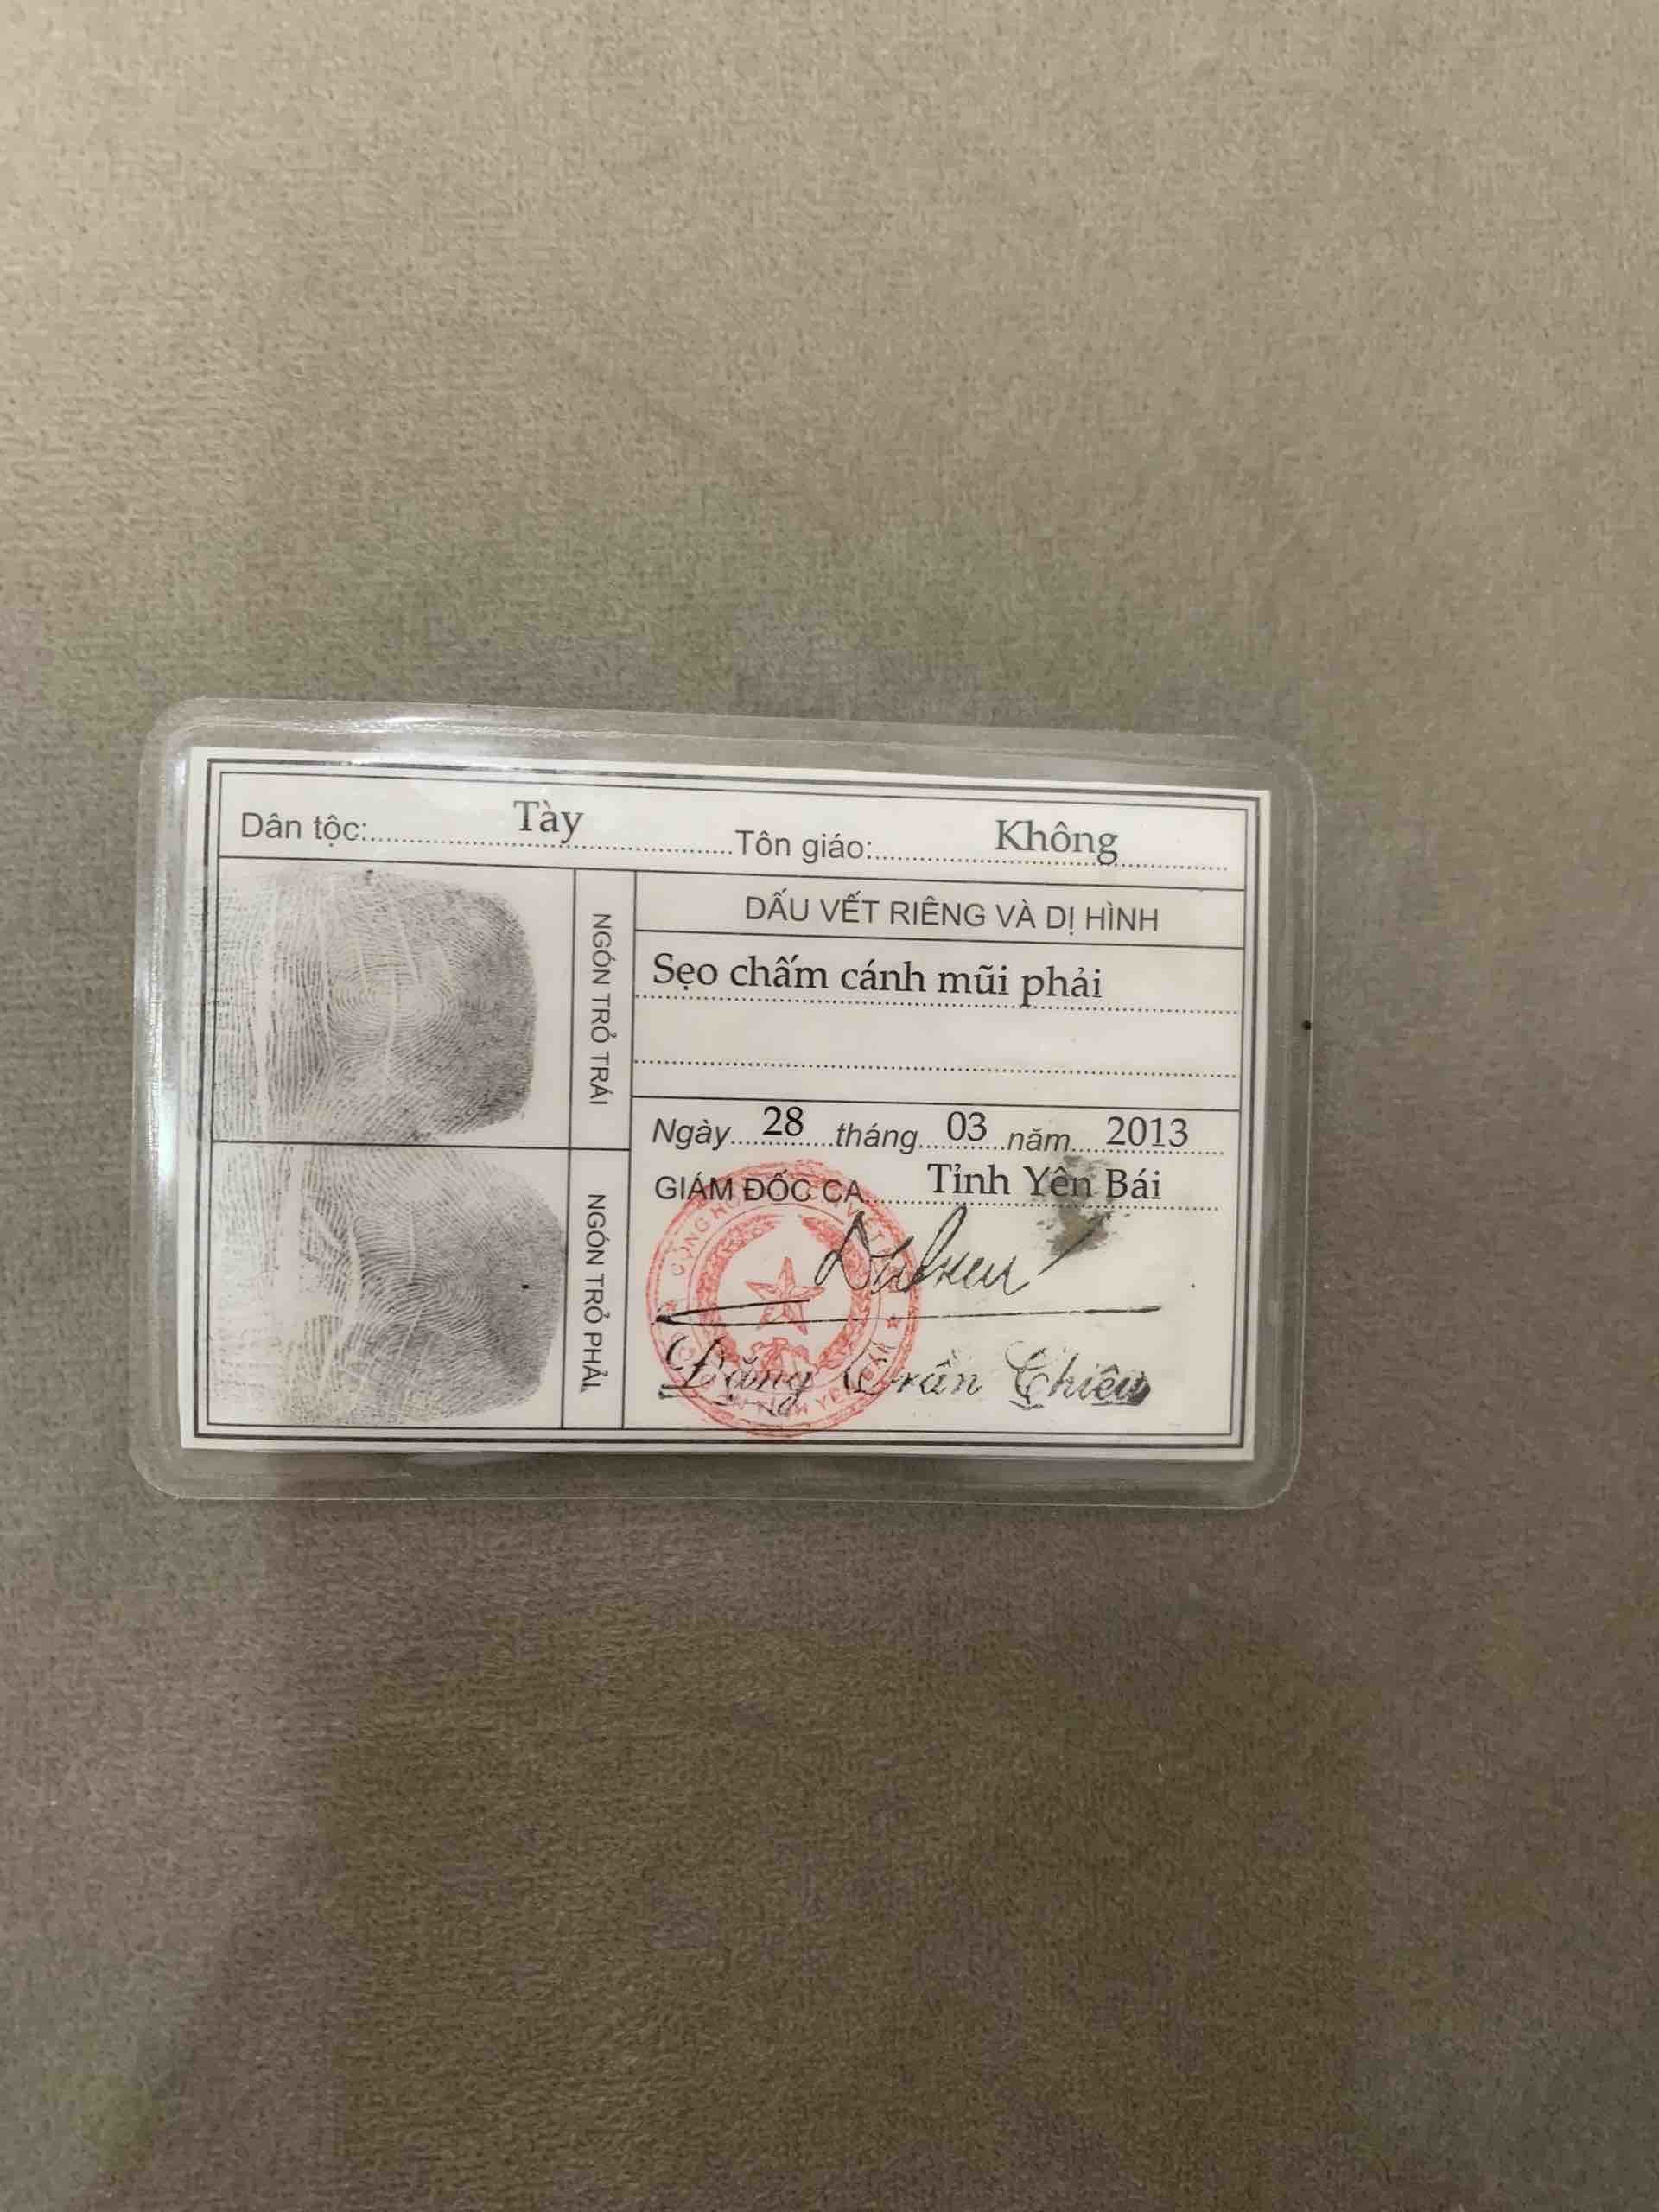 Dân tộc: Tày Tôn giáo: Không
NGÓN TRỎ TRÁI
DẤU VẾT RIÊNG VÀ DỊ HÌNH
Sẹo chấm cánh mũi phải
Ngày 28 tháng 03 năm 2013
GIÁM ĐỐC CA Tỉnh Yên Bái
NGÓN TRỎ PHẢI
Đặng Trần Chiêu